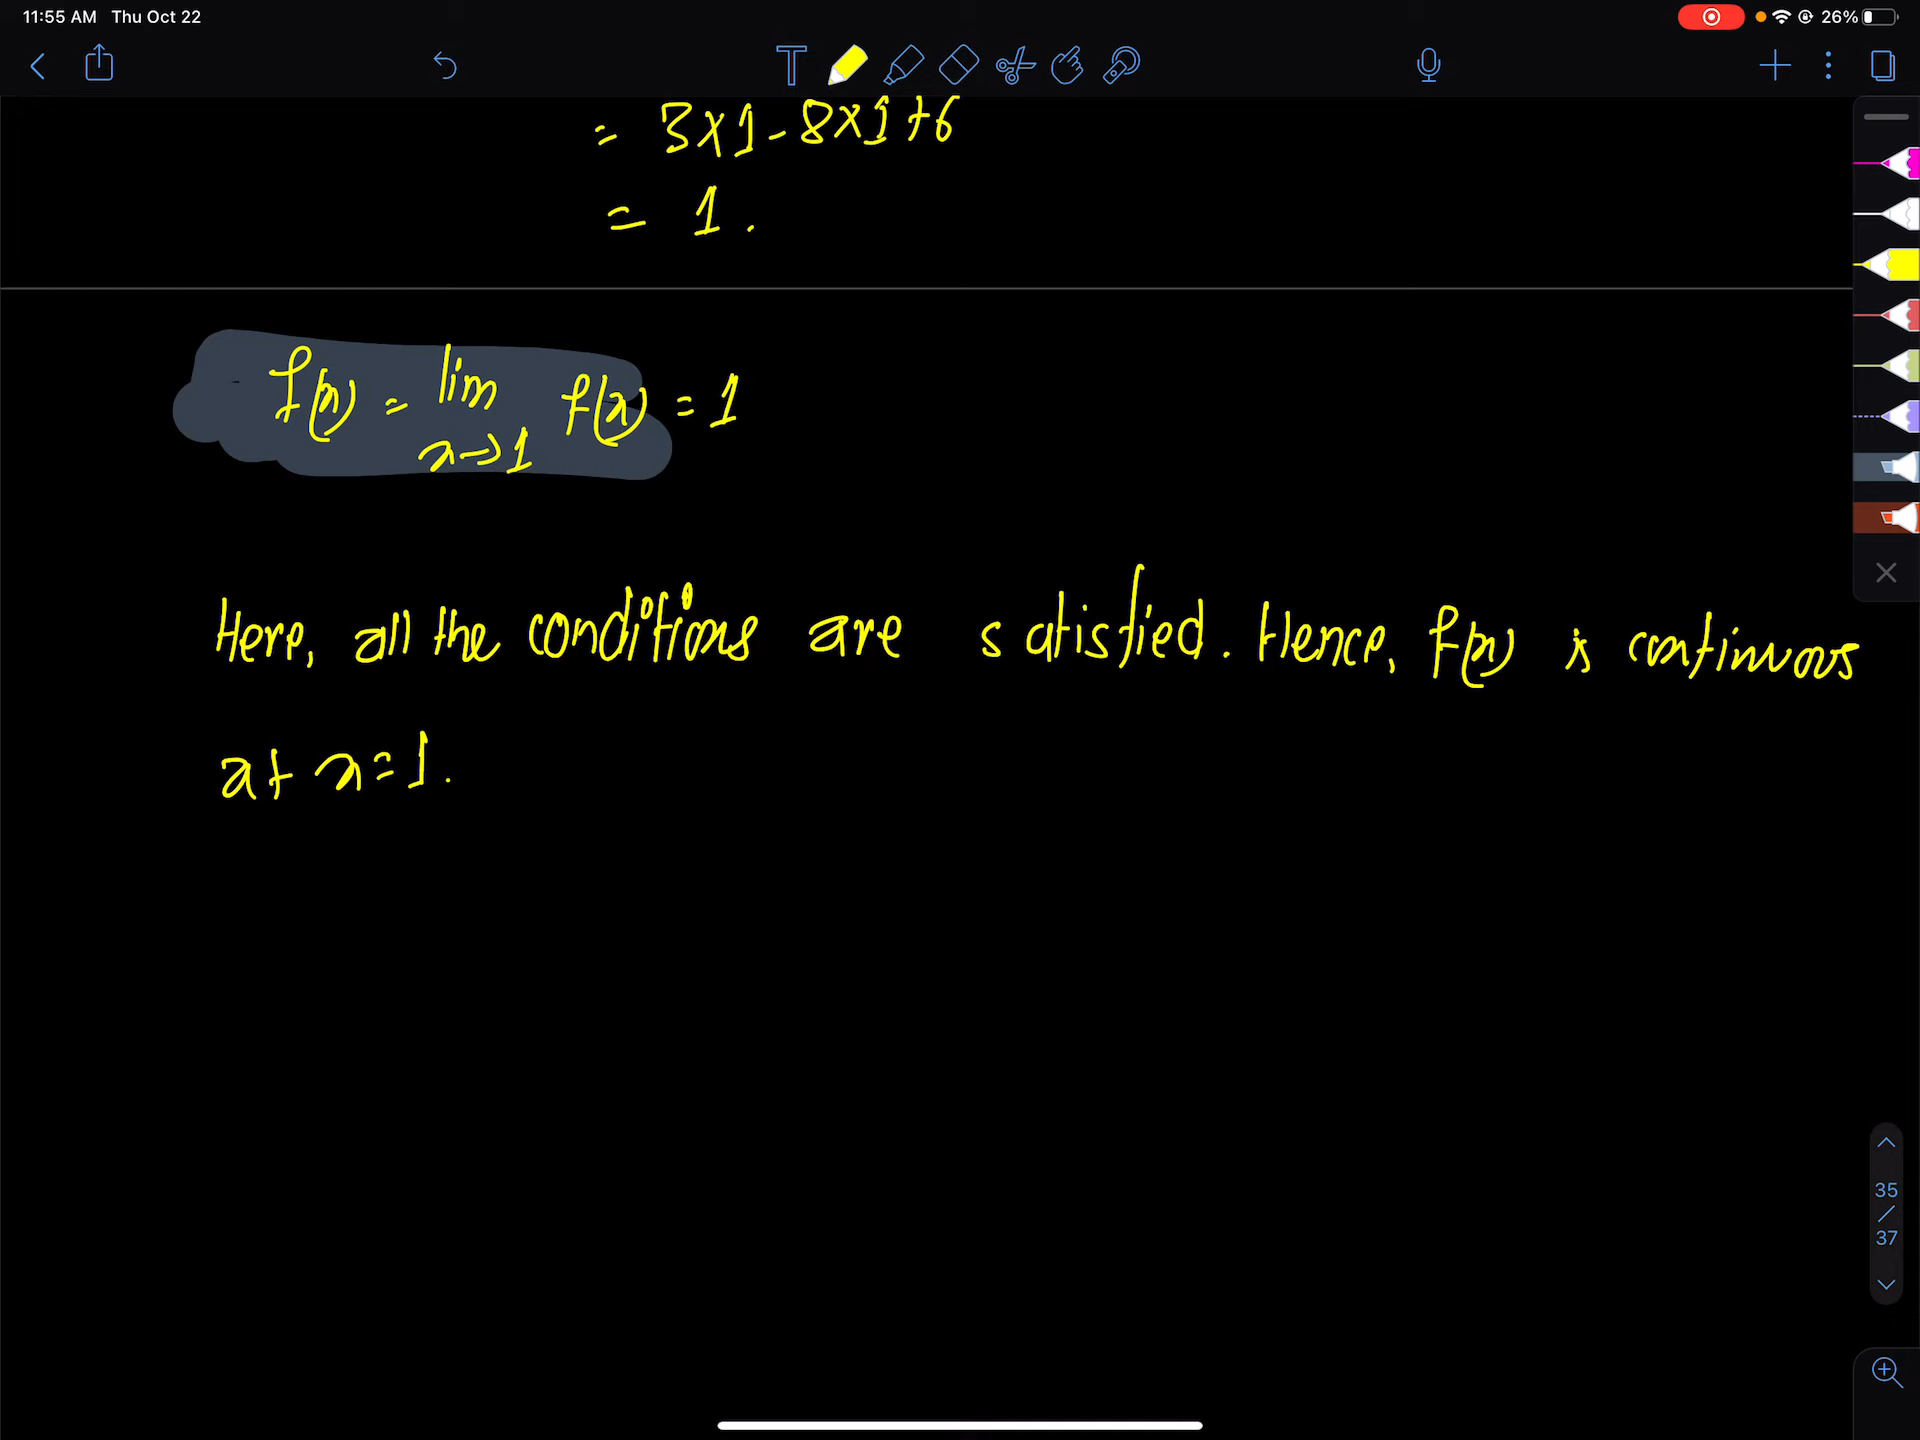 11:55 AM Thu Oct 22
26%
= 3x1 - 8x1 + 6
= 1.
f(x) = lim f(x) = 1
x→1
Here, all the conditions are satisfied. Hence, f(x) is continuous
at x=1.
35
/
37